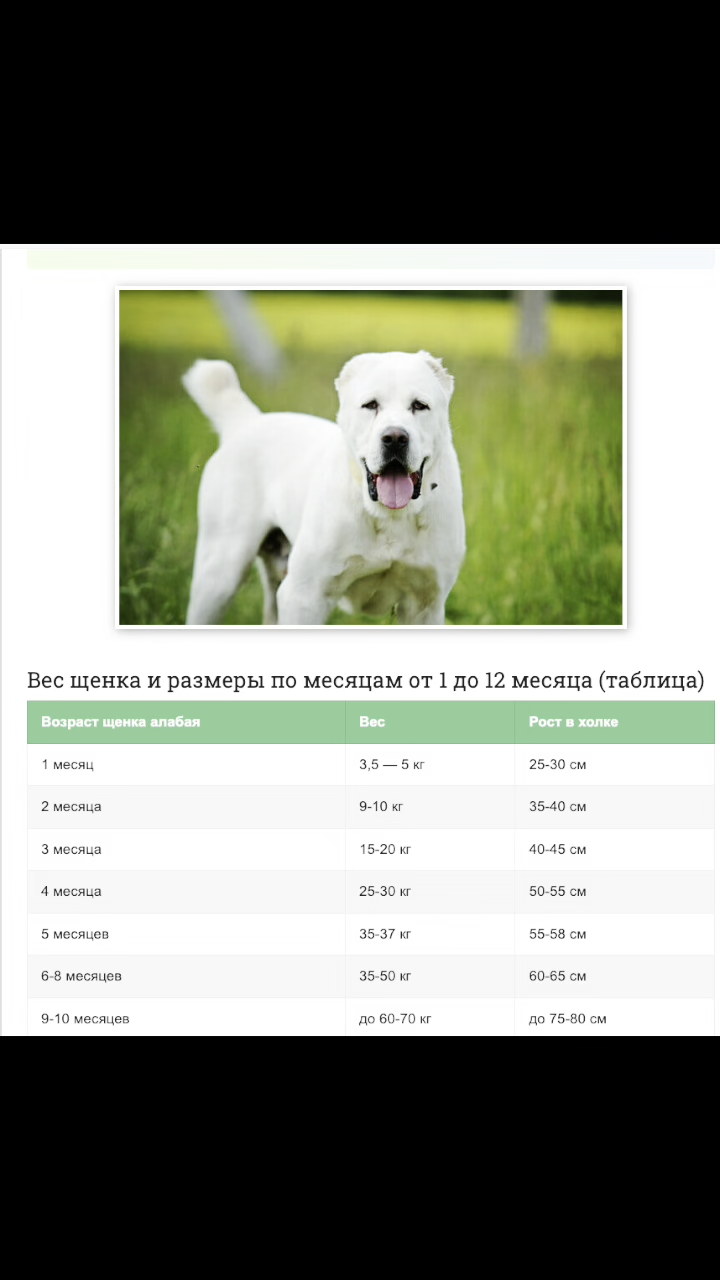 Вес щенка и размеры по месяцам от 1 до 12 месяца (таблица)
Возраст щенка алабая Вес Рост в холке
1 месяц 3,5 — 5 кг 25-30 см
2 месяца 9-10 кг 35-40 см
3 месяца 15-20 кг 40-45 см
4 месяца 25-30 кг 50-55 см
5 месяцев 35-37 кг 55-58 см
6-8 месяцев 35-50 кг 60-65 см
9-10 месяцев до 60-70 кг до 75-80 см